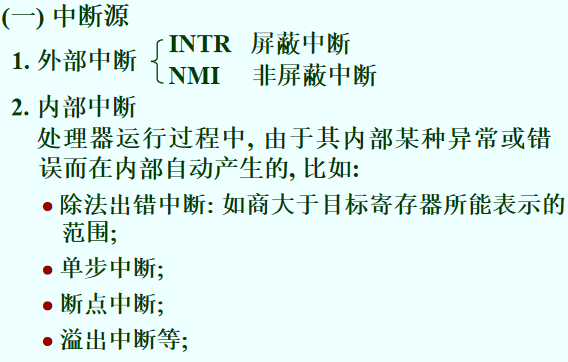 (一) 中断源
1. 外部中断
INTR 屏蔽中断
NMI 非屏蔽中断
2. 内部中断
处理器运行过程中, 由于其内部某种异常或错
误而在内部自动产生的, 比如:
• 除法出错中断: 如商大于目标寄存器所能表示的
范围;
• 单步中断;
• 断点中断;
• 溢出中断等;